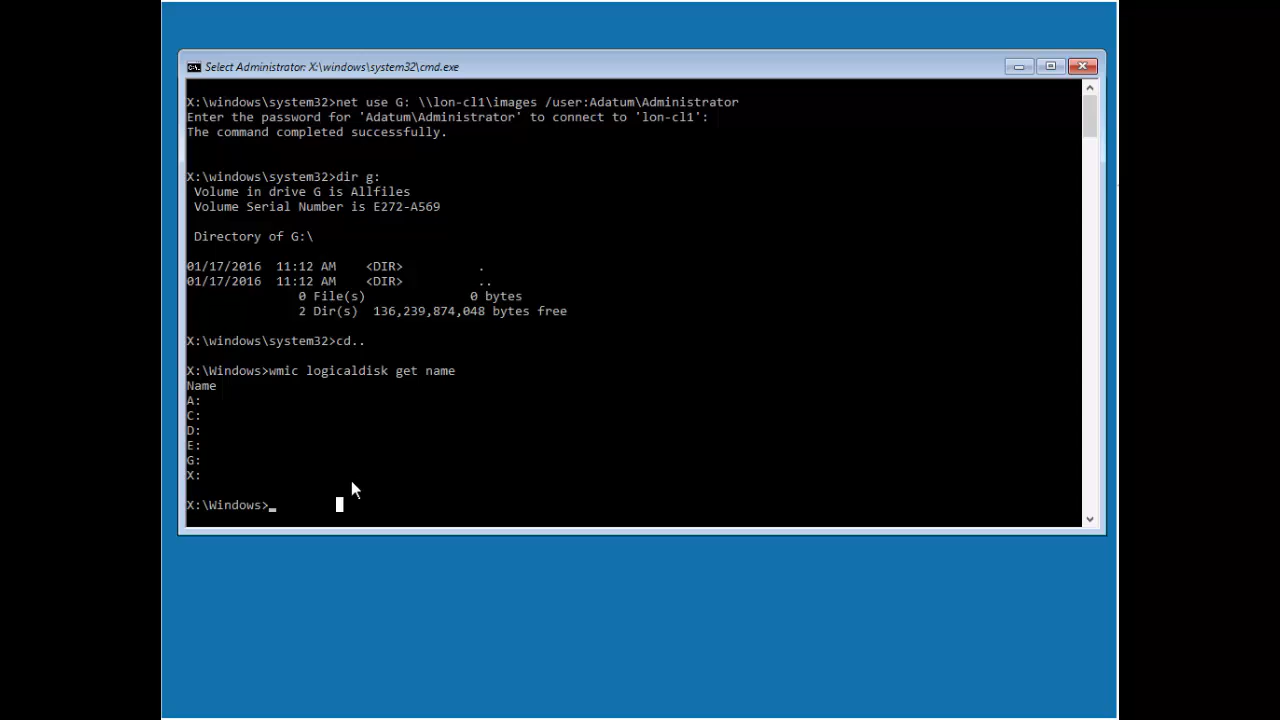 Select Administrator: X:\windows\system32\cmd.exe
X:\windows\system32>net use G: \\lon-cl1\images /user:Adatum\Administrator
Enter the password for 'Adatum\Administrator' to connect to 'lon-cl1':
The command completed successfully.
X:\windows\system32>dir g:
Volume in drive G is Allfiles
Volume Serial Number is E272-A569
Directory of G:\
01/17/2016  11:12 AM    <DIR>          .
01/17/2016  11:12 AM    <DIR>          ..
0 File(s)              0 bytes
2 Dir(s)  136,239,874,048 bytes free
X:\windows\system32>cd..
X:\Windows>wmic logicaldisk get name
Name
A:
C:
D:
E:
G:
X:
X:\Windows>_